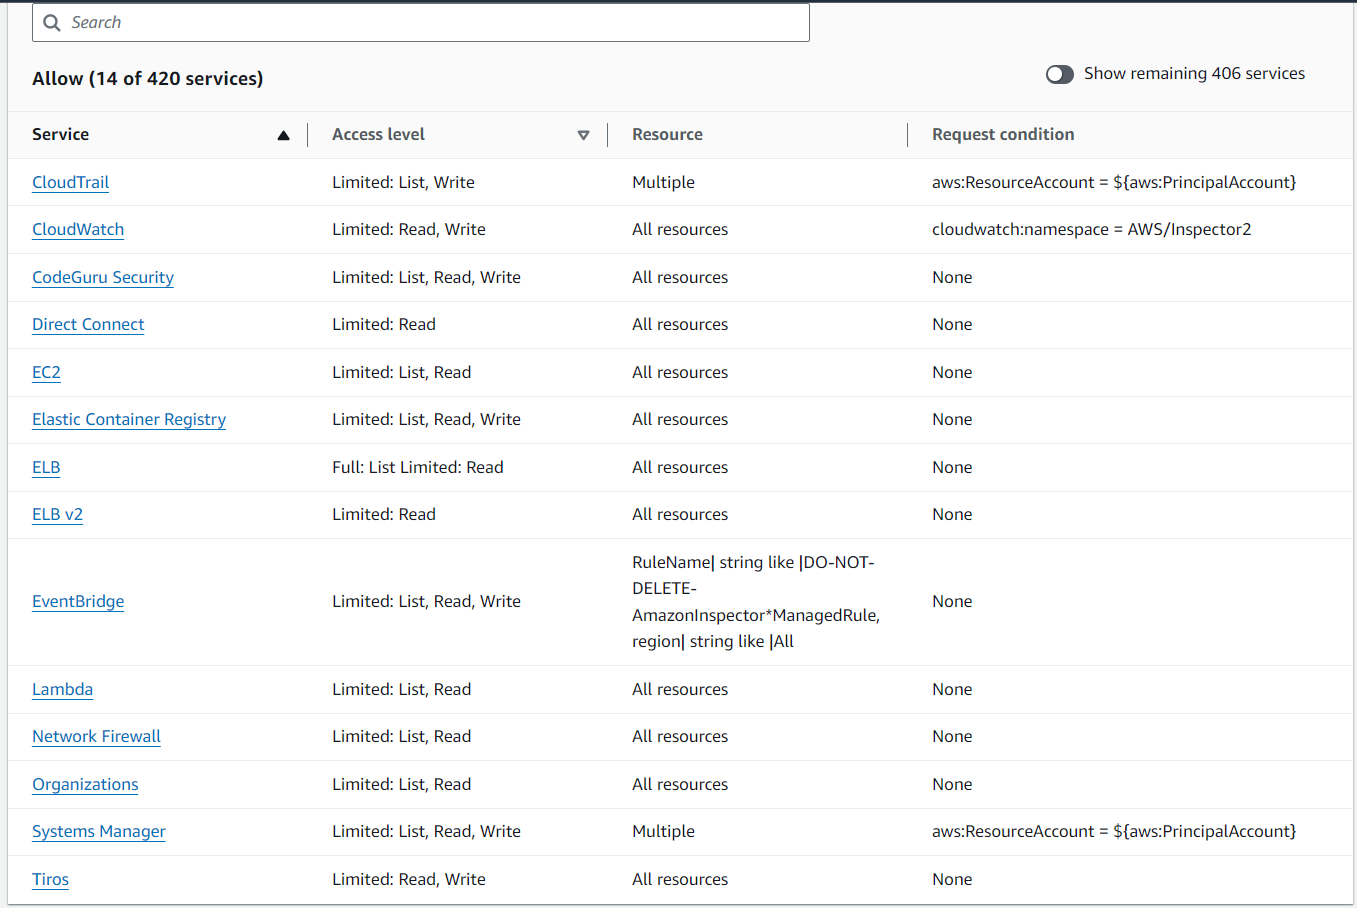 Search
Allow (14 of 420 services)
Show remaining 406 services
Service Access level Resource Request condition
CloudTrail Limited: List, Write Multiple aws:ResourceAccount = ${aws:PrincipalAccount}
CloudWatch Limited: Read, Write All resources cloudwatch:namespace = AWS/Inspector2
CodeGuru Security Limited: List, Read, Write All resources None
Direct Connect Limited: Read All resources None
EC2 Limited: List, Read All resources None
Elastic Container Registry Limited: List, Read, Write All resources None
ELB Full: List Limited: Read All resources None
ELB v2 Limited: Read All resources None
EventBridge Limited: List, Read, Write RuleName| string like |DO-NOT-
DELETE-
AmazonInspector*ManagedRule,
region| string like |All None
Lambda Limited: List, Read All resources None
Network Firewall Limited: List, Read All resources None
Organizations Limited: List, Read All resources None
Systems Manager Limited: List, Read, Write Multiple aws:ResourceAccount = ${aws:PrincipalAccount}
Tiros Limited: Read, Write All resources None